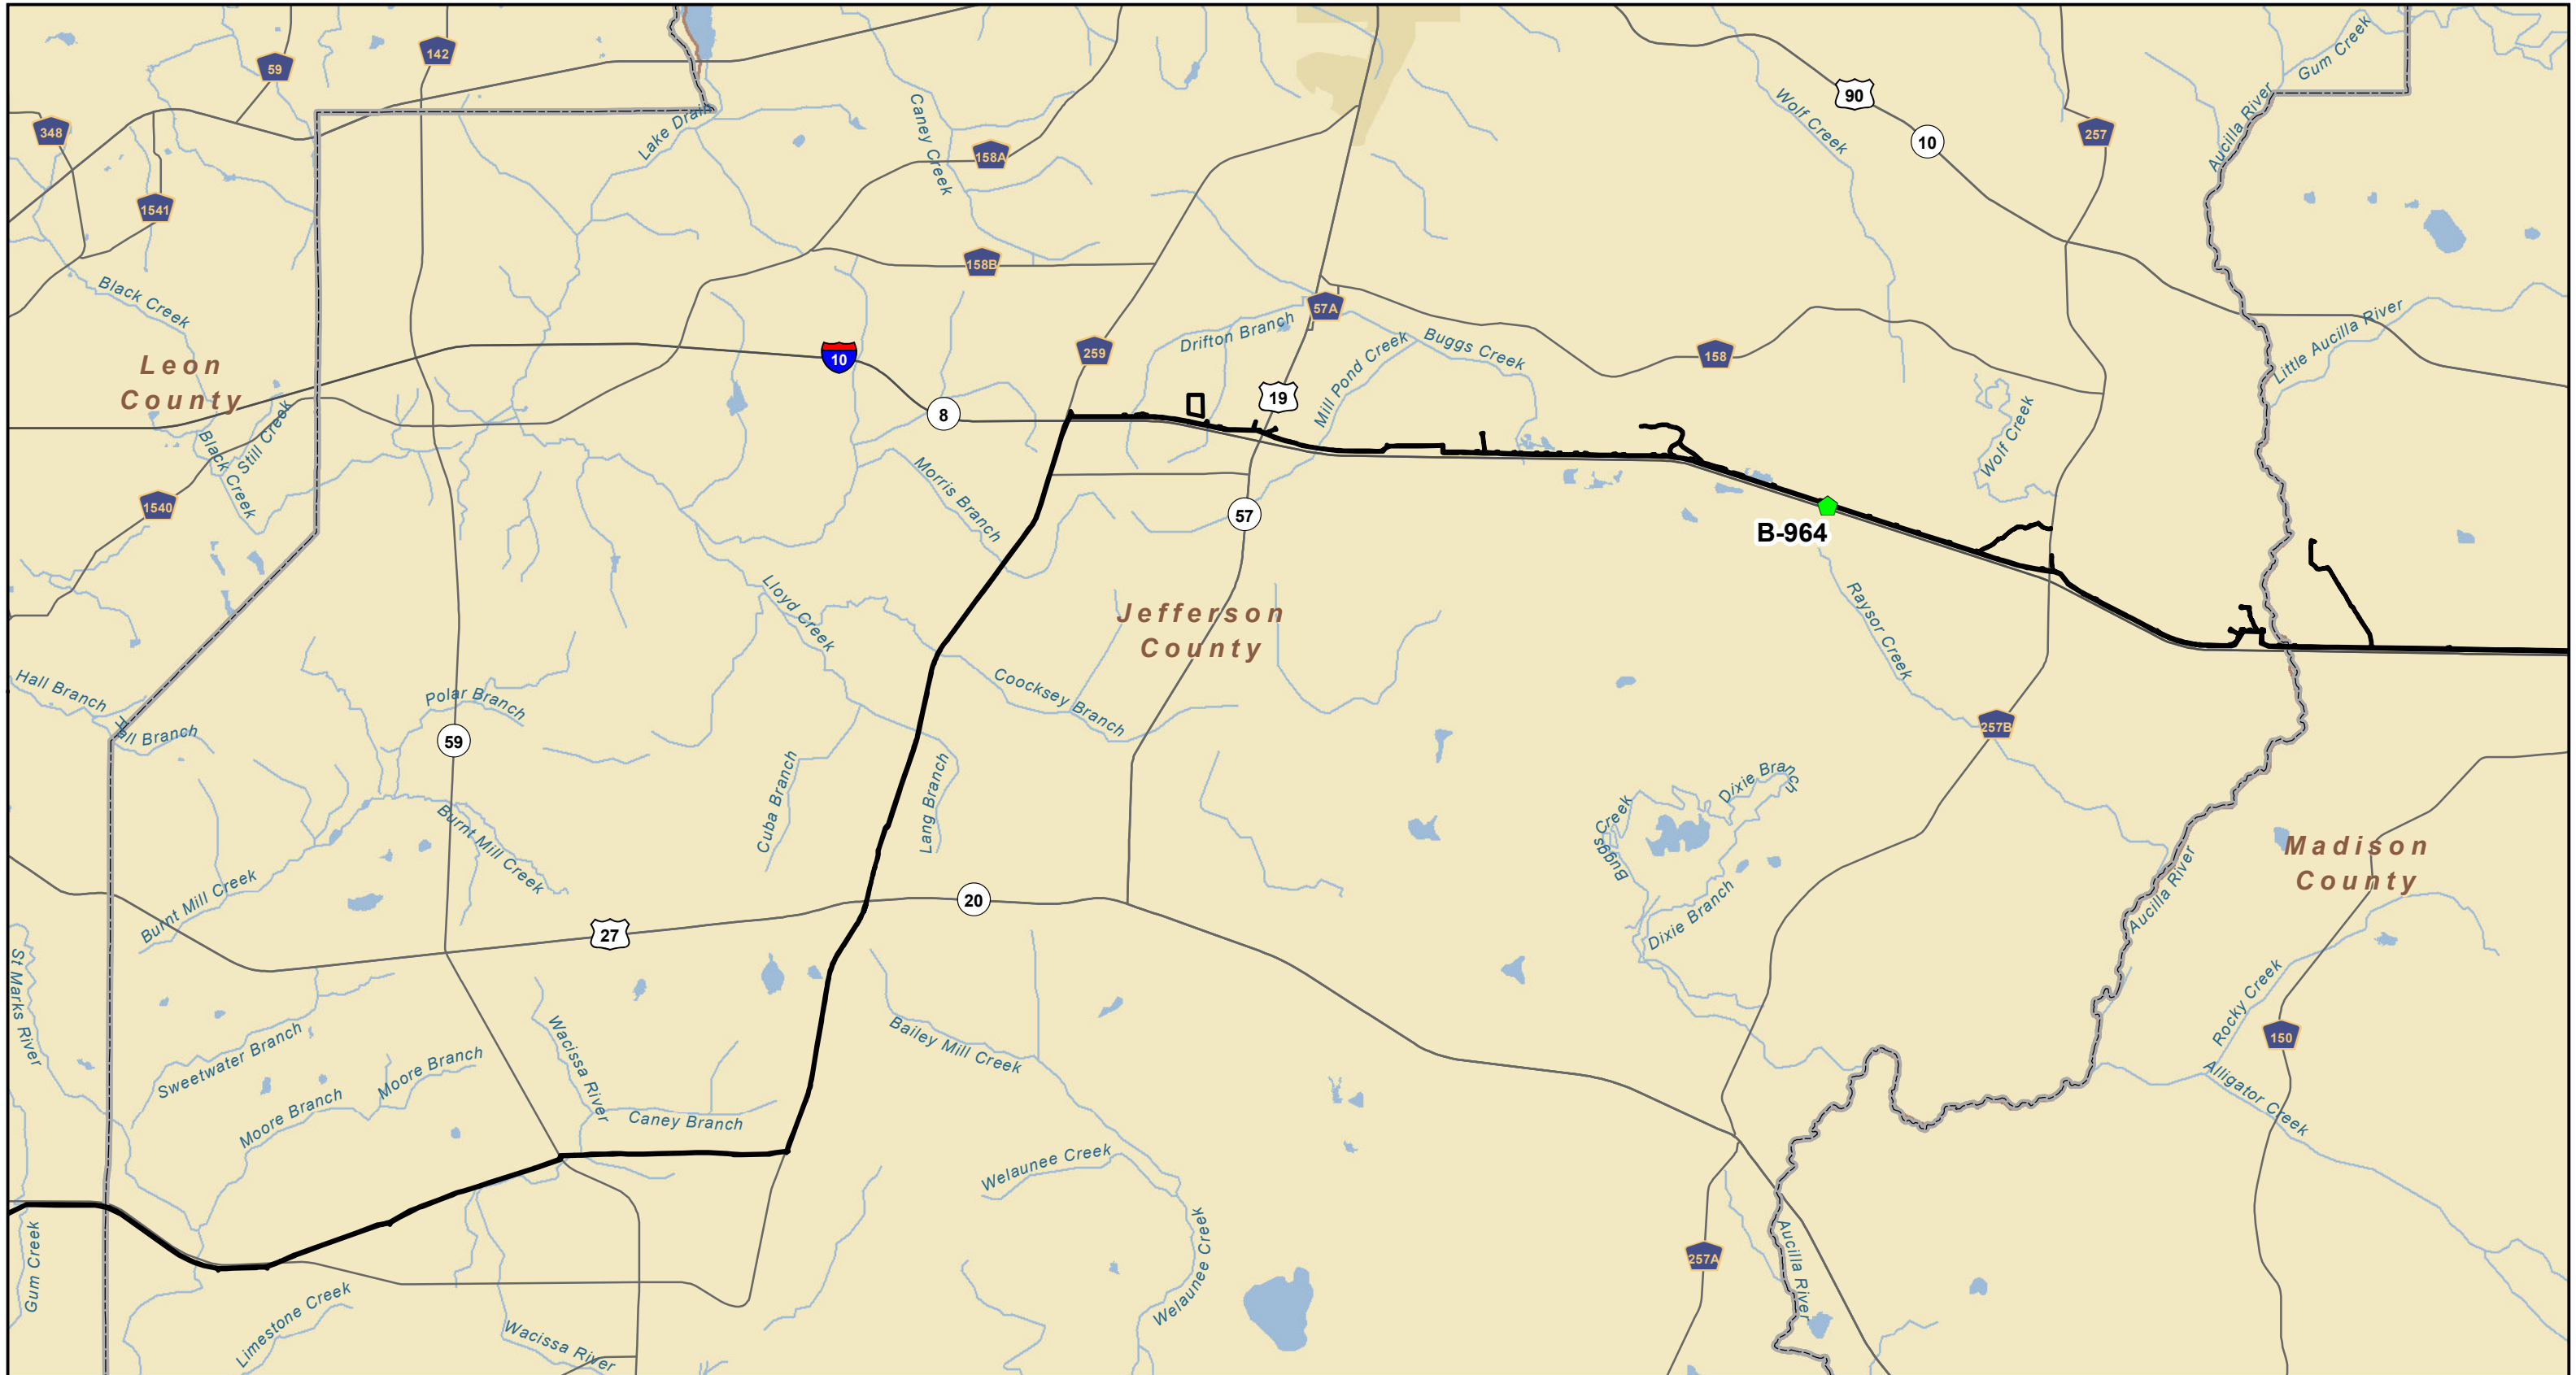 59
142
348
1541
Gum Creek
Aucilla River
90
10
257
Wolf Creek
Caney Creek
Lake Drain
158A
158B
Black Creek
57A
Drifton Branch
Mill Pond Creek
Buggs Creek
158
Little Aucilla River
Leon
County
10
259
8
19
Still Creek
Black Creek
1540
Morris Branch
57
Wolf Creek
B-964
Lloyd Creek
Jefferson
County
Raysor Creek
Hall Branch
Hall Branch
Polar Branch
59
Coocksey Branch
257B
Cuba Branch
Lang Branch
Dixie Branch
Buggs Creek
Dixie Branch
Burnt Mill Creek
Burnt Mill Creek
Madison
County
Aucilla River
27
20
St Marks River
Sweetwater Branch
Moore Branch
Moore Branch
Wacissa River
Caney Branch
Bailey Mill Creek
Rocky Creek
150
Alligator Creek
Welaunee Creek
Welaunee Creek
Gum Creek
Limestone Creek
Wacissa River
257A
Aucilla River